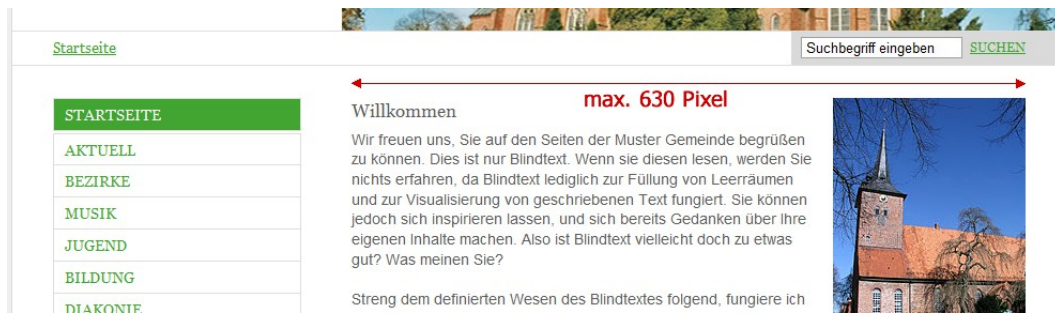 Startseite
Suchbegriff eingeben SUCHEN
max. 630 Pixel
STARTSEITE
AKTUELL
BEZIRKE
MUSIK
JUGEND
BILDUNG
DIAKONIE
Willkommen
Wir freuen uns, Sie auf den Seiten der Muster Gemeinde begrüßen
zu können. Dies ist nur Blindtext. Wenn sie diesen lesen, werden Sie
nichts erfahren, da Blindtext lediglich zur Füllung von Leerräumen
und zur Visualisierung von geschriebenen Text fungiert. Sie können
jedoch sich inspirieren lassen, und sich bereits Gedanken über Ihre
eigenen Inhalte machen. Also ist Blindtext vielleicht doch zu etwas
gut? Was meinen Sie?
Streng dem definierten Wesen des Blindtextes folgend, fungiere ich